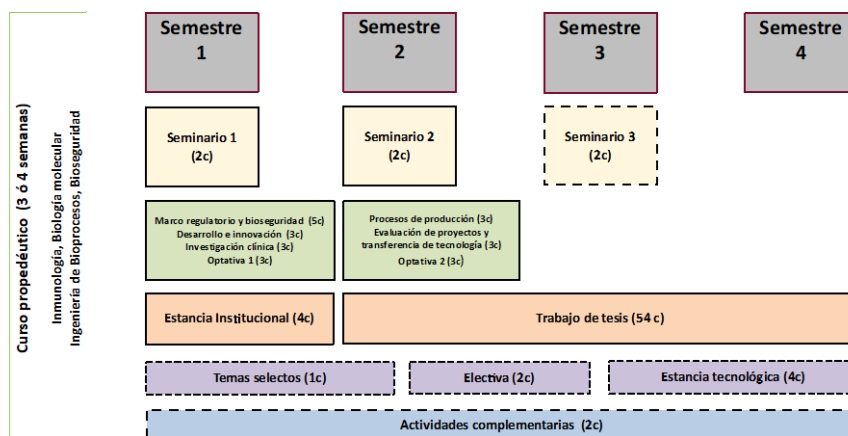 Curso propedéutico (3 ó 4 semanas)
Inmunología, Biología molecular
Ingeniería de Bioprocesos, Bioseguridad
Semestre
1
Semestre
2
Semestre
3
Semestre
4
Seminario 1
(2c)
Seminario 2
(2c)
Seminario 3
(2c)
Marco regulatorio y bioseguridad (5c)
Desarrollo e innovación (3c)
Investigación clínica (3c)
Optativa 1 (3c)
Procesos de producción (3c)
Evaluación de proyectos y
transferencia de tecnología (3c)
Optativa 2 (3c)
Estancia Institucional (4c)
Trabajo de tesis (54 c)
Temas selectos (1c)
Electiva (2c)
Estancia tecnológica (4c)
Actividades complementarias (2c)